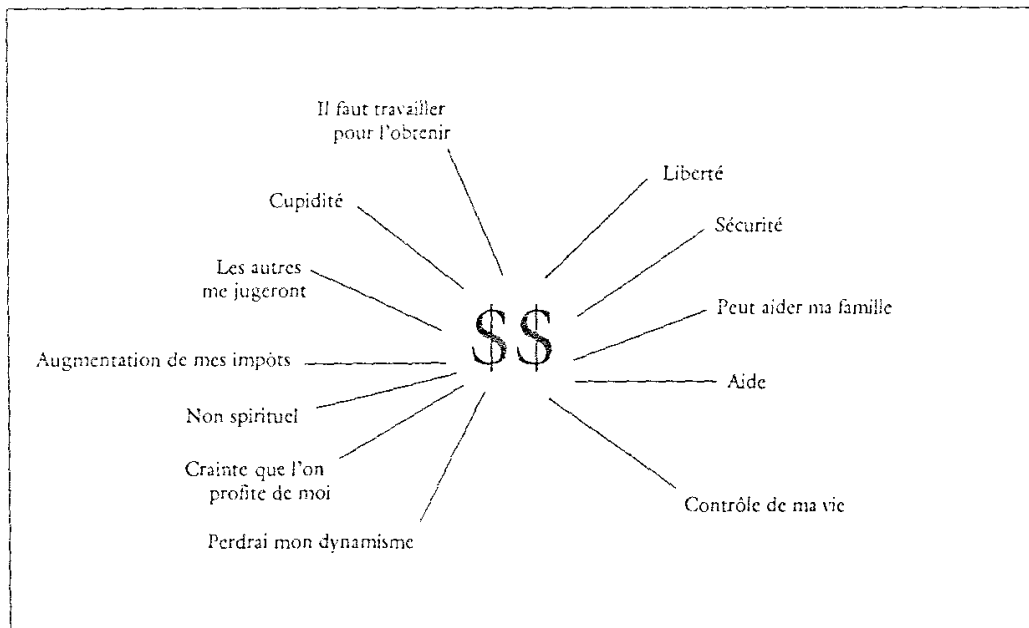 Il faut travailler
pour l'obtenir
Liberté
Cupidité
Sécurité
Les autres
me jugeront
$$
Peut aider ma famille
Augmentation de mes impôts
Aide
Non spirituel
Crainte que l'on
profite de moi
Contrôle de ma vie
Perdrai mon dynamisme